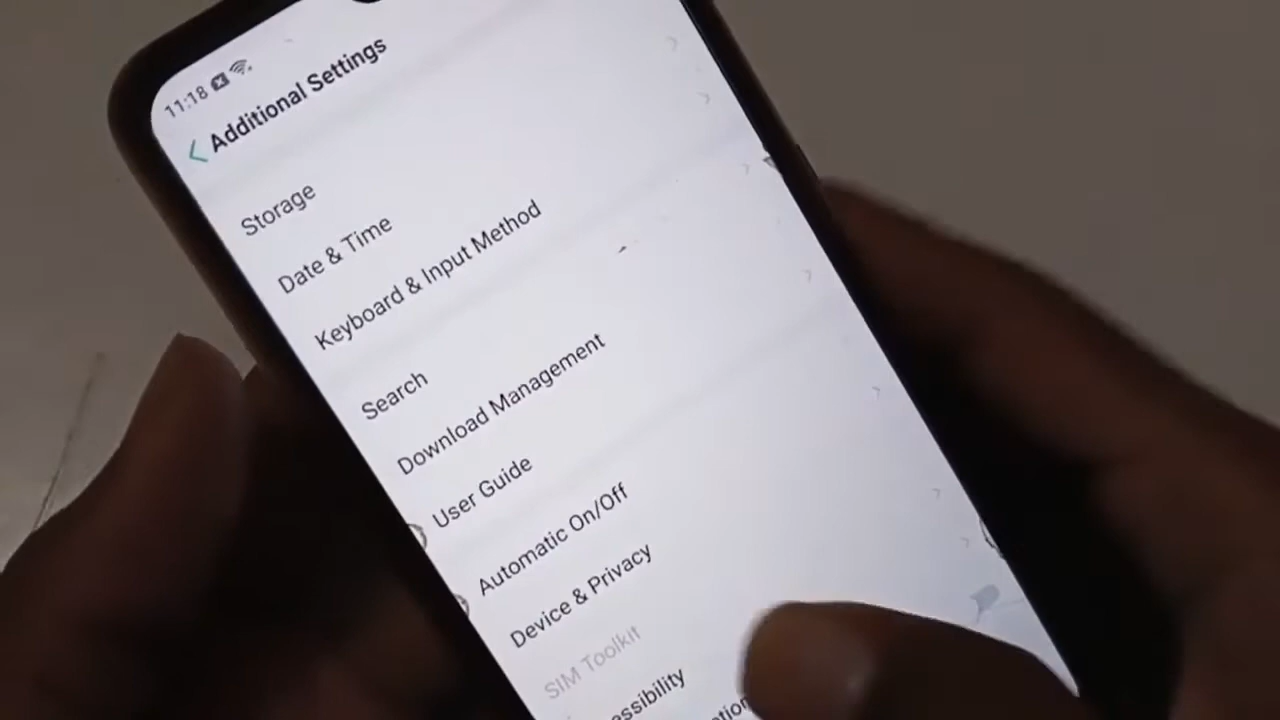 11:18
Additional Settings
Storage
Date & Time
Keyboard & Input Method
Search
Download Management
User Guide
Automatic On/Off
Device & Privacy
SIM Toolkit
essibility